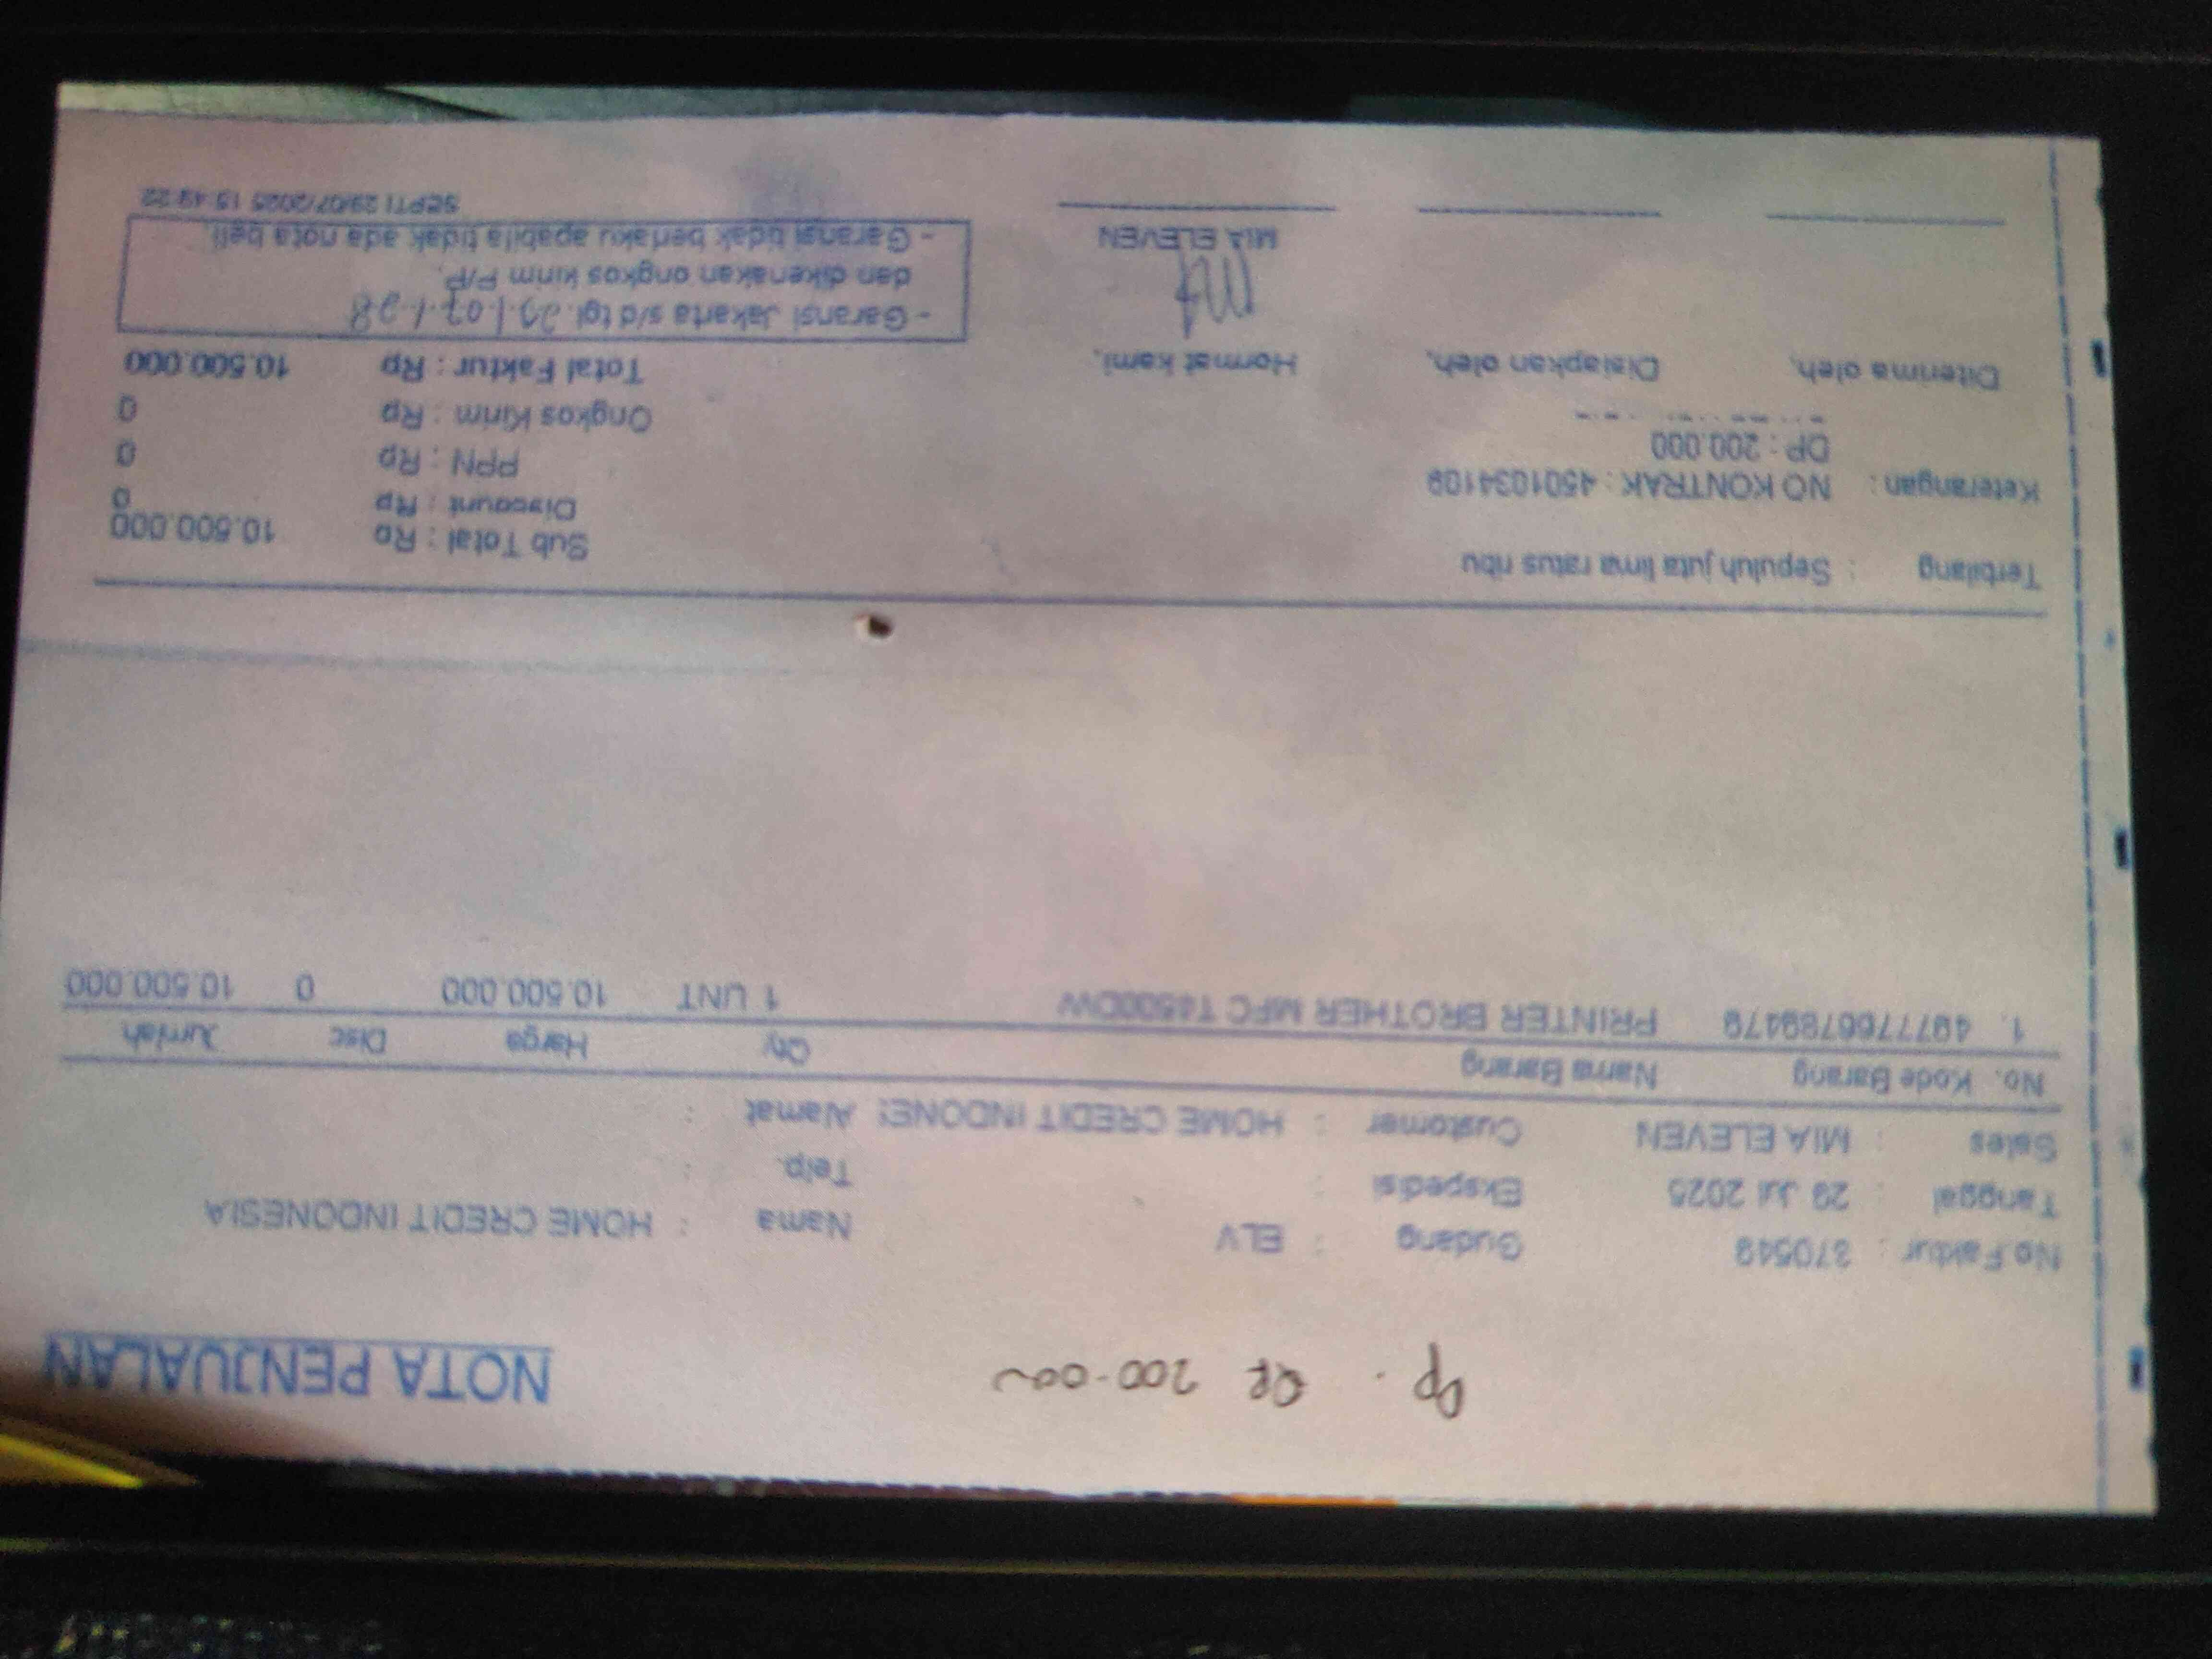 NOTA PENJUALAN
Dp. Rp 200.000
No Faktur : 370549 Gudang : ELV Nama : HOME CREDIT INDONESIA
Tanggal : 29 Jul 2025 Ekspedisi : Telp. :
Sales : MIA ELEVEN Customer : HOME CREDIT INDONE! Alamat :
No. Kode Barang Nama Barang Qty Harga Disc Jumlah
1. 4977766789479 PRINTER BROTHER MFC T4500DW 1 UNT 10.500.000 0 10.500.000
Terbilang : Sepuluh juta lima ratus ribu
Sub Total : Rp 10.500.000
Discount : Rp 0
Keterangan : NO KONTRAK : 4501034109
PPN : Rp 0
DP : 200.000
Ongkos Kirim : Rp 0
Total Faktur : Rp 10.500.000
Diterima oleh, Disiapkan oleh, Hormat kami,
- Garansi Jakarta s/d tgl. 29/07/28
dan dikenakan ongkos kirim P/P.
- Garansi tidak berlaku apabila tidak ada nota beli.
MIA ELEVEN
SEPTI 29/07/2025 15:49:22